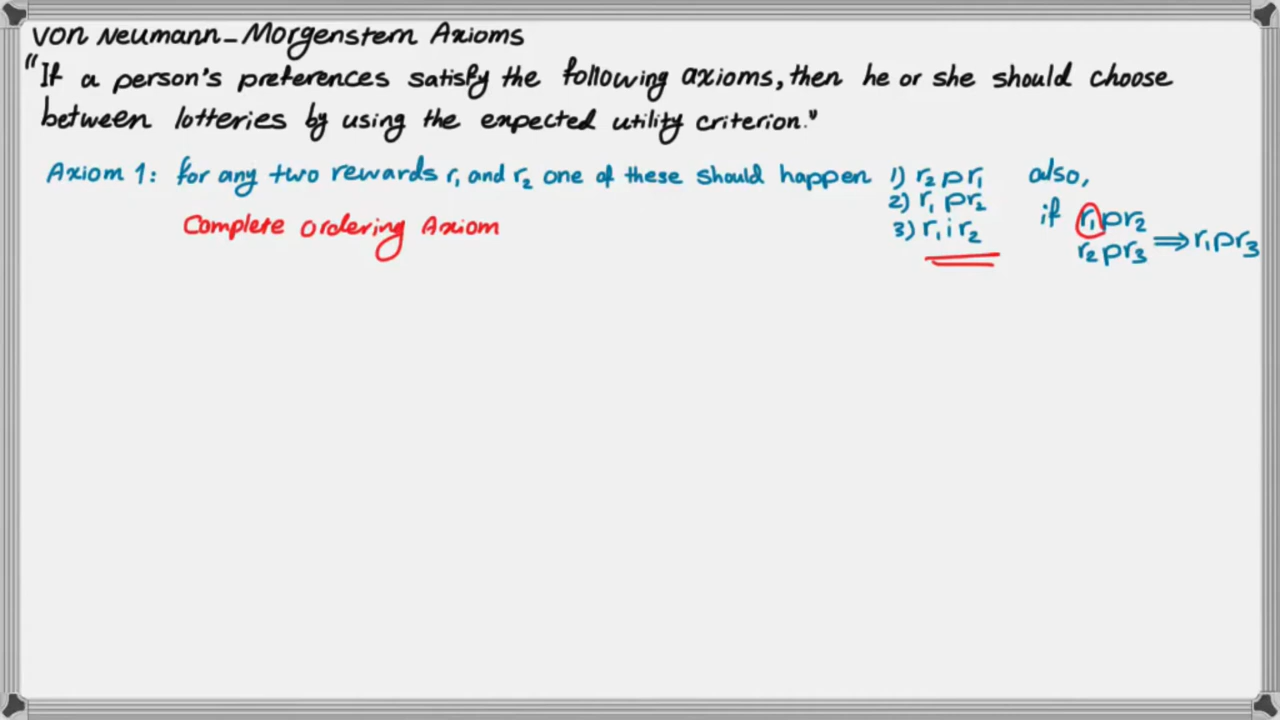 Von Neumann-Morgenstern Axioms
"If a person's preferences satisfy the following axioms, then he or she should choose
between lotteries by using the expected utility criterion."
Axiom 1: for any two rewards r₁ and r₂ one of these should happen 1) r₂ p r₁ also,
2) r₁ p r₂
if r₁ p r₂
Complete ordering Axiom 3) r₁ i r₂
r₂ p r₃ ⟹ r₁ p r₃